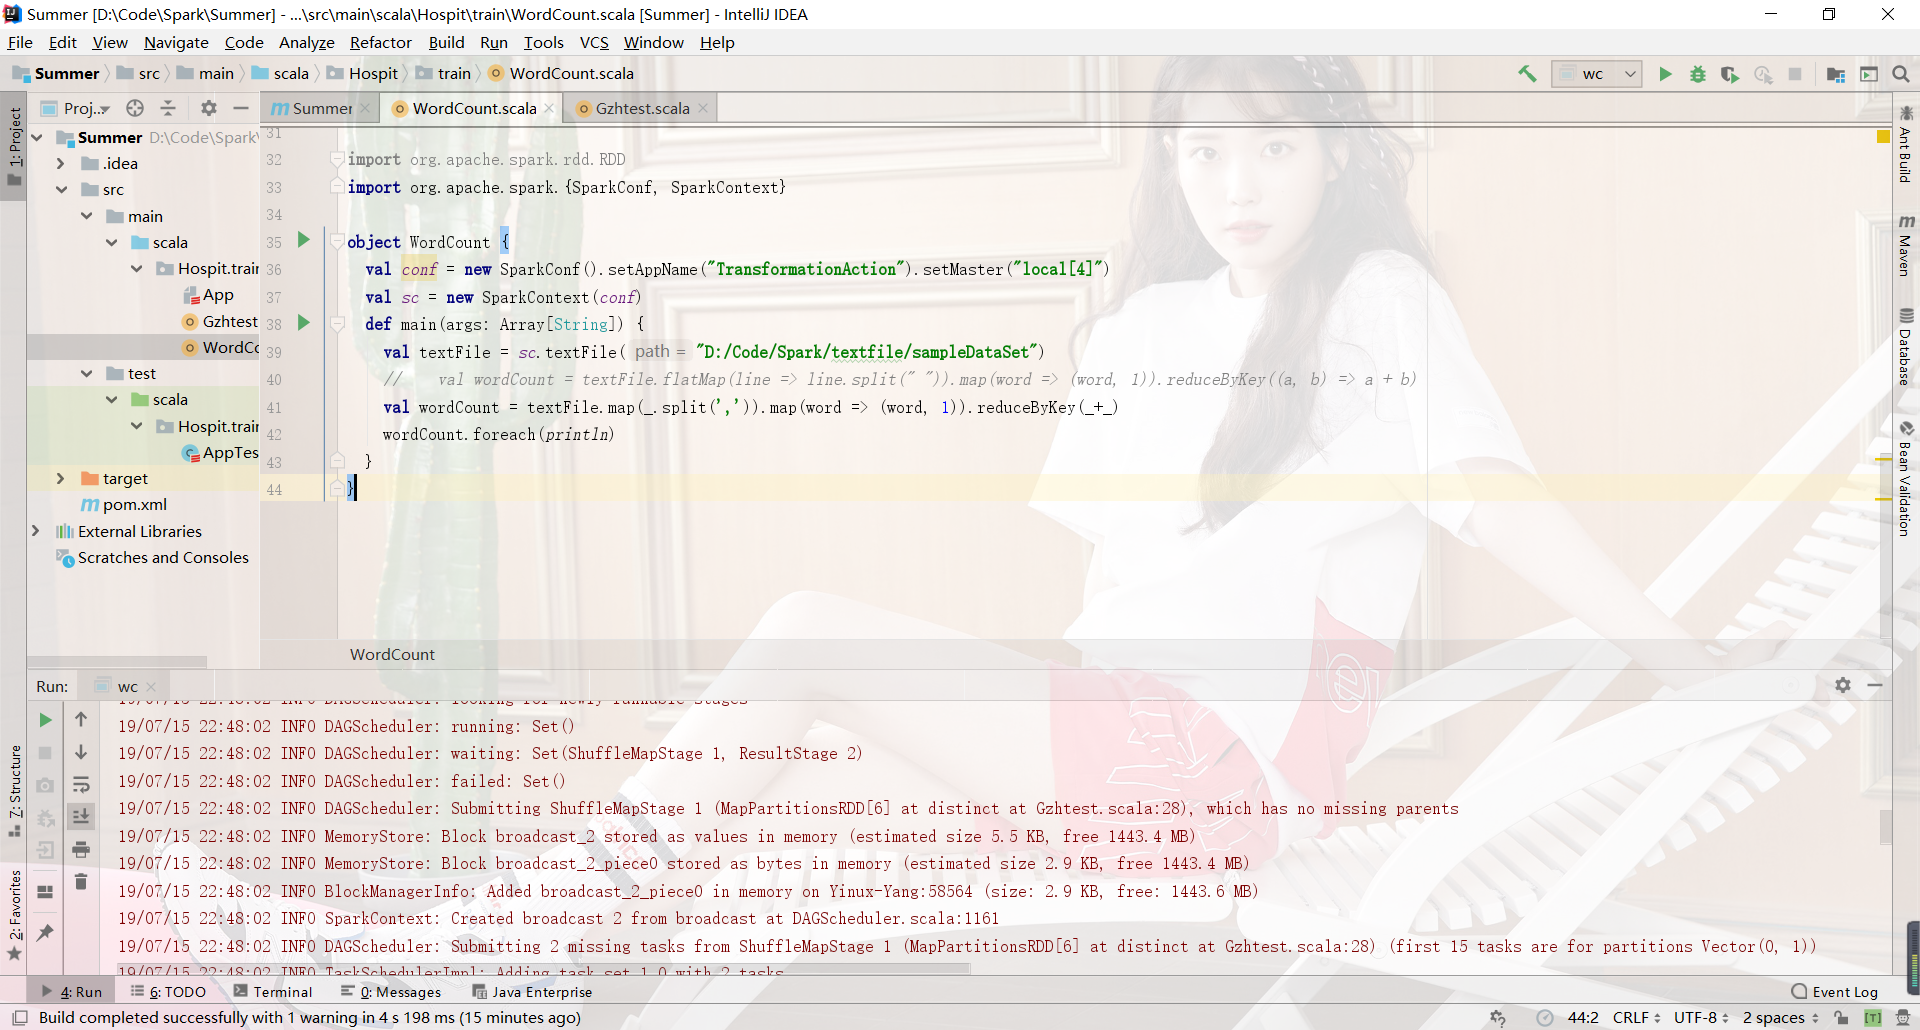 Summer [D:\Code\Spark\Summer] - ...\src\main\scala\Hospit\train\WordCount.scala [Summer] - IntelliJ IDEA
File Edit View Navigate Code Analyze Refactor Build Run Tools VCS Window Help
Summer src main scala Hospit train WordCount.scala wc
1: Project
Proj...
Summer WordCount.scala Gzhtest.scala
Summer D:\Code\Spark\
.idea
src
main
scala
Hospit.train
App
Gzhtest
WordCo
test
scala
Hospit.train
AppTes
target
pom.xml
External Libraries
Scratches and Consoles
31
32 import org.apache.spark.rdd.RDD
33 import org.apache.spark.{SparkConf, SparkContext}
34
35 object WordCount {
36 val conf = new SparkConf().setAppName("TransformationAction").setMaster("local[4]")
37 val sc = new SparkContext(conf)
38 def main(args: Array[String]) {
39 val textFile = sc.textFile( path = "D:/Code/Spark/textfile/sampleDataSet")
40 // val wordCount = textFile.flatMap(line => line.split(" ")).map(word => (word, 1)).reduceByKey((a, b) => a + b)
41 val wordCount = textFile.map(_.split(',')).map(word => (word, 1)).reduceByKey(_+_)
42 wordCount.foreach(println)
43 }
44 }
WordCount
Ant Build
Maven
Database
Bean Validation
Run: wc
19/07/15 22:48:02 INFO DAGScheduler: looking for newly runnable stages
19/07/15 22:48:02 INFO DAGScheduler: running: Set()
19/07/15 22:48:02 INFO DAGScheduler: waiting: Set(ShuffleMapStage 1, ResultStage 2)
19/07/15 22:48:02 INFO DAGScheduler: failed: Set()
19/07/15 22:48:02 INFO DAGScheduler: Submitting ShuffleMapStage 1 (MapPartitionsRDD[6] at distinct at Gzhtest.scala:28), which has no missing parents
19/07/15 22:48:02 INFO MemoryStore: Block broadcast_2 stored as values in memory (estimated size 5.5 KB, free 1443.4 MB)
19/07/15 22:48:02 INFO MemoryStore: Block broadcast_2_piece0 stored as bytes in memory (estimated size 2.9 KB, free 1443.4 MB)
19/07/15 22:48:02 INFO BlockManagerInfo: Added broadcast_2_piece0 in memory on Yinux-Yang:58564 (size: 2.9 KB, free: 1443.6 MB)
19/07/15 22:48:02 INFO SparkContext: Created broadcast 2 from broadcast at DAGScheduler.scala:1161
19/07/15 22:48:02 INFO DAGScheduler: Submitting 2 missing tasks from ShuffleMapStage 1 (MapPartitionsRDD[6] at distinct at Gzhtest.scala:28) (first 15 tasks are for partitions Vector(0, 1))
19/07/15 22:48:02 INFO TaskSchedulerImpl: Adding task set 1.0 with 2 tasks
7: Structure
2: Favorites
4: Run 6: TODO Terminal 0: Messages Java Enterprise Event Log
Build completed successfully with 1 warning in 4 s 198 ms (15 minutes ago) 44:2 CRLF UTF-8 2 spaces [T]